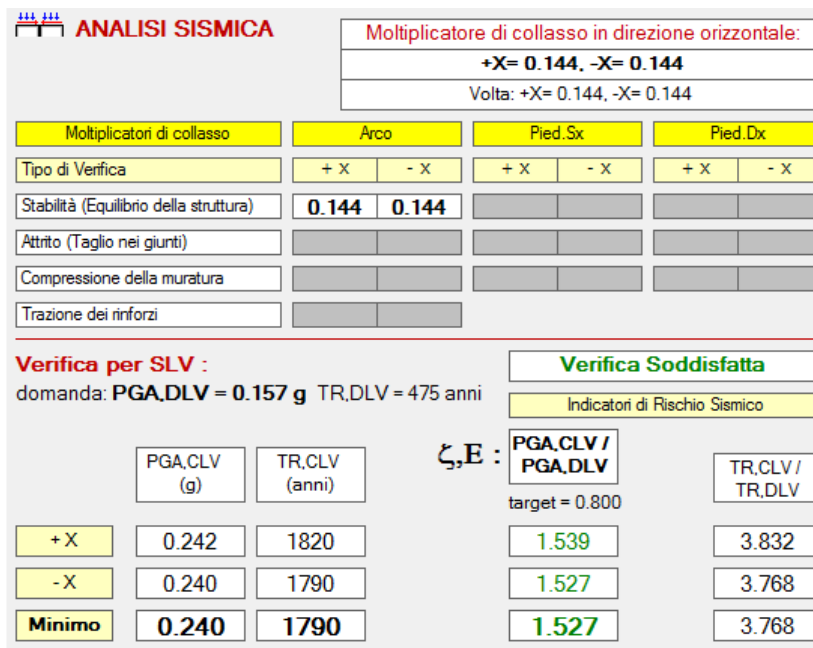 ANALISI SISMICA
Moltiplicatore di collasso in direzione orizzontale:
+X= 0.144, -X= 0.144
Volta: +X= 0.144, -X= 0.144
Moltiplicatori di collasso Arco Pied.Sx Pied.Dx
Tipo di Verifica + X - X + X - X + X - X
Stabilità (Equilibrio della struttura) 0.144 0.144
Attrito (Taglio nei giunti)
Compressione della muratura
Trazione dei rinforzi
Verifica per SLV : Verifica Soddisfatta
domanda: PGA,DLV = 0.157 g TR,DLV = 475 anni
Indicatori di Rischio Sismico
ζ,E : PGA,CLV / PGA,DLV
PGA,CLV (g) TR,CLV (anni) TR,CLV / TR,DLV
target = 0.800
+ X 0.242 1820 1.539 3.832
- X 0.240 1790 1.527 3.768
Minimo 0.240 1790 1.527 3.768